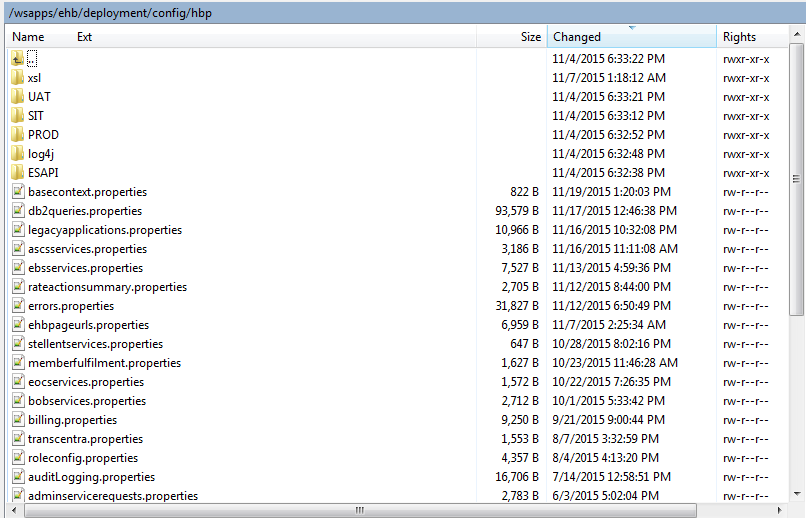 /wsapps/ehb/deployment/config/hbp
Name Ext Size Changed Rights
.. 11/4/2015 6:33:22 PM rwxr-xr-x
xsl 11/7/2015 1:18:12 AM rwxr-xr-x
UAT 11/4/2015 6:33:21 PM rwxr-xr-x
SIT 11/4/2015 6:33:12 PM rwxr-xr-x
PROD 11/4/2015 6:32:52 PM rwxr-xr-x
log4j 11/4/2015 6:32:48 PM rwxr-xr-x
ESAPI 11/4/2015 6:32:38 PM rwxr-xr-x
basecontext.properties 822 B 11/19/2015 1:20:03 PM rw-r--r--
db2queries.properties 93,579 B 11/17/2015 12:46:38 PM rw-r--r--
legacyapplications.properties 10,966 B 11/16/2015 10:32:08 PM rw-r--r--
ascsservices.properties 3,186 B 11/16/2015 11:11:08 AM rw-r--r--
ebsservices.properties 7,527 B 11/13/2015 4:59:36 PM rw-r--r--
rateactionsummary.properties 2,705 B 11/12/2015 8:44:00 PM rw-r--r--
errors.properties 31,827 B 11/12/2015 6:50:49 PM rw-r--r--
ehbpageurls.properties 6,959 B 11/7/2015 2:25:34 AM rw-r--r--
stellentservices.properties 647 B 10/28/2015 8:02:16 PM rw-r--r--
memberfulfilment.properties 1,627 B 10/23/2015 11:46:28 AM rw-r--r--
eocservices.properties 1,572 B 10/22/2015 7:26:35 PM rw-r--r--
bobservices.properties 2,712 B 10/1/2015 5:33:42 PM rw-r--r--
billing.properties 9,250 B 9/21/2015 9:00:44 PM rw-r--r--
transcentra.properties 1,553 B 8/7/2015 3:32:59 PM rw-r--r--
roleconfig.properties 4,357 B 8/4/2015 4:13:20 PM rw-r--r--
auditLogging.properties 16,706 B 7/14/2015 12:58:51 PM rw-r--r--
adminservicerequests.properties 2,783 B 6/3/2015 5:02:04 PM rw-r--r--